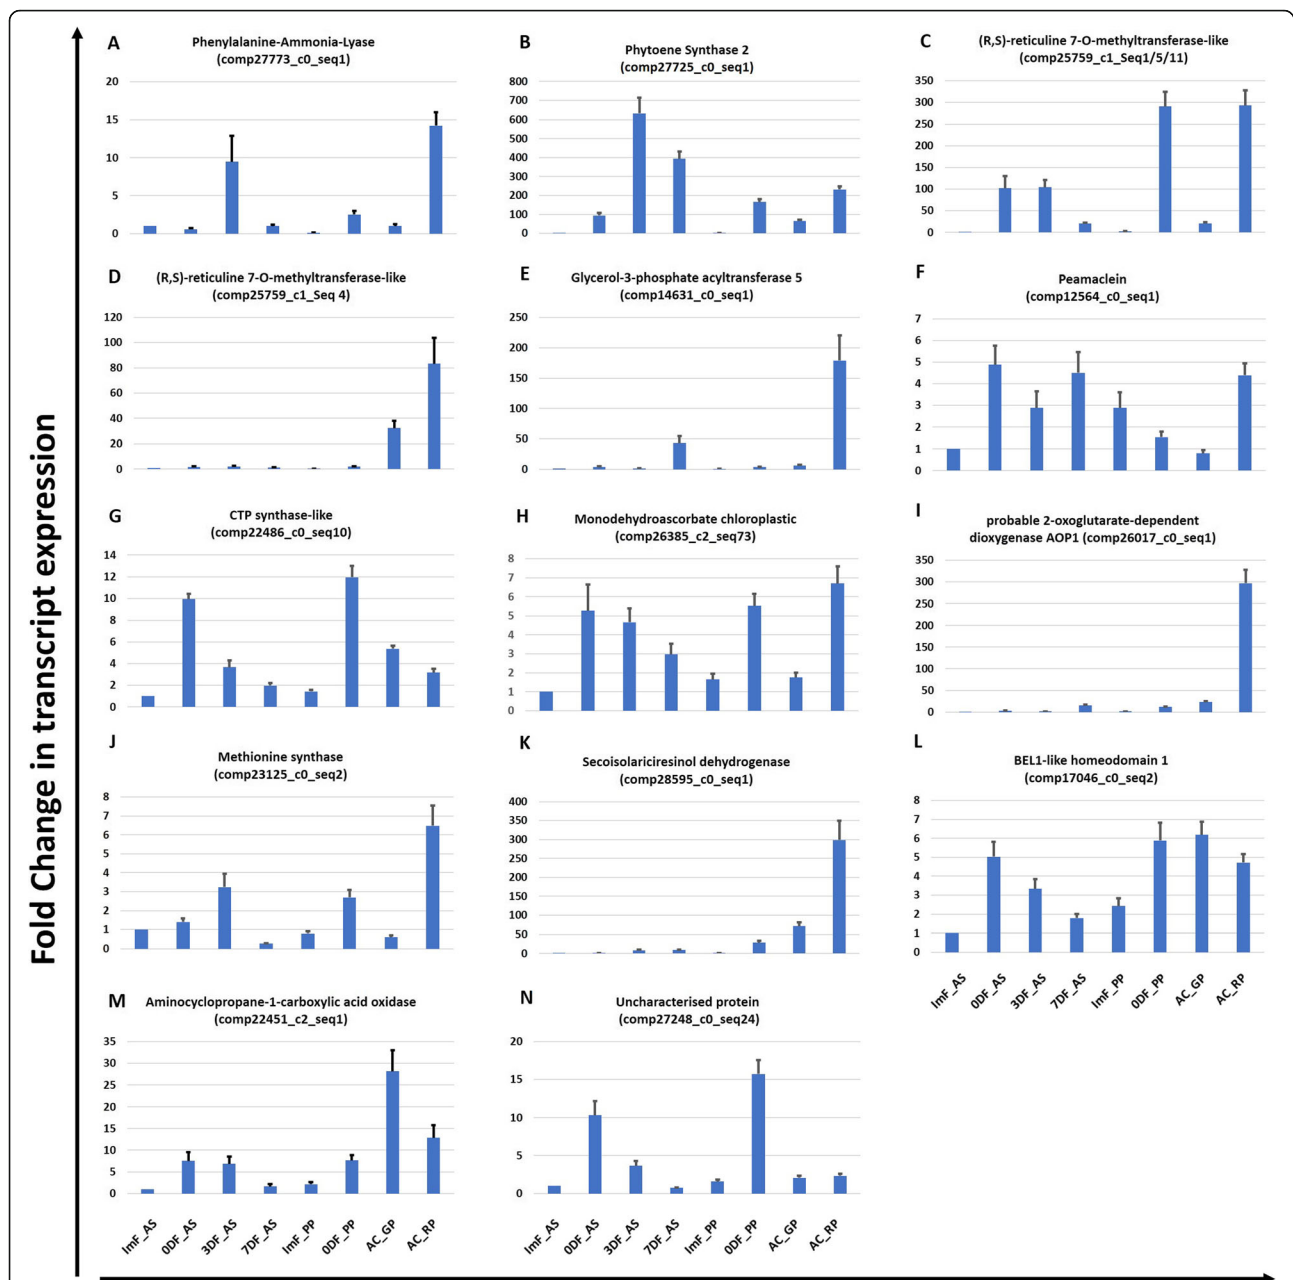 Fold Change in transcript expression
A
Phenylalanine-Ammonia-Lyase
(comp27773_c0_seq1)
20
15
10
5
0
B
Phytoene Synthase 2
(comp27725_c0_seq1)
800
700
600
500
400
300
200
100
0
C
(R,S)-reticuline 7-O-methyltransferase-like
(comp25759_c1_Seq1/5/11)
350
300
250
200
150
100
50
0
D
(R,S)-reticuline 7-O-methyltransferase-like
(comp25759_c1_Seq 4)
120
100
80
60
40
20
0
E
Glycerol-3-phosphate acyltransferase 5
(comp14631_c0_seq1)
250
200
150
100
50
0
F
Peamaclein
(comp12564_c0_seq1)
7
6
5
4
3
2
1
0
G
CTP synthase-like
(comp22486_c0_seq10)
14
12
10
8
6
4
2
0
H
Monodehydroascorbate chloroplastic
(comp26385_c2_seq73)
8
7
6
5
4
3
2
1
0
I
probable 2-oxoglutarate-dependent
dioxygenase AOP1 (comp26017_c0_seq1)
350
300
250
200
150
100
50
0
J
Methionine synthase
(comp23125_c0_seq2)
8
7
6
5
4
3
2
1
0
K
Secoisolariciresinol dehydrogenase
(comp28595_c0_seq1)
400
350
300
250
200
150
100
50
0
L
BEL1-like homeodomain 1
(comp17046_c0_seq2)
8
7
6
5
4
3
2
1
0
ImF_AS
0DF_AS
3DF_AS
7DF_AS
ImF_PP
0DF_PP
AC_GP
AC_RP
M
Aminocyclopropane-1-carboxylic acid oxidase
(comp22451_c2_seq1)
35
30
25
20
15
10
5
0
ImF_AS
0DF_AS
3DF_AS
7DF_AS
ImF_PP
0DF_PP
AC_GP
AC_RP
N
Uncharacterised protein
(comp27248_c0_seq24)
20
15
10
5
0
ImF_AS
0DF_AS
3DF_AS
7DF_AS
ImF_PP
0DF_PP
AC_GP
AC_RP